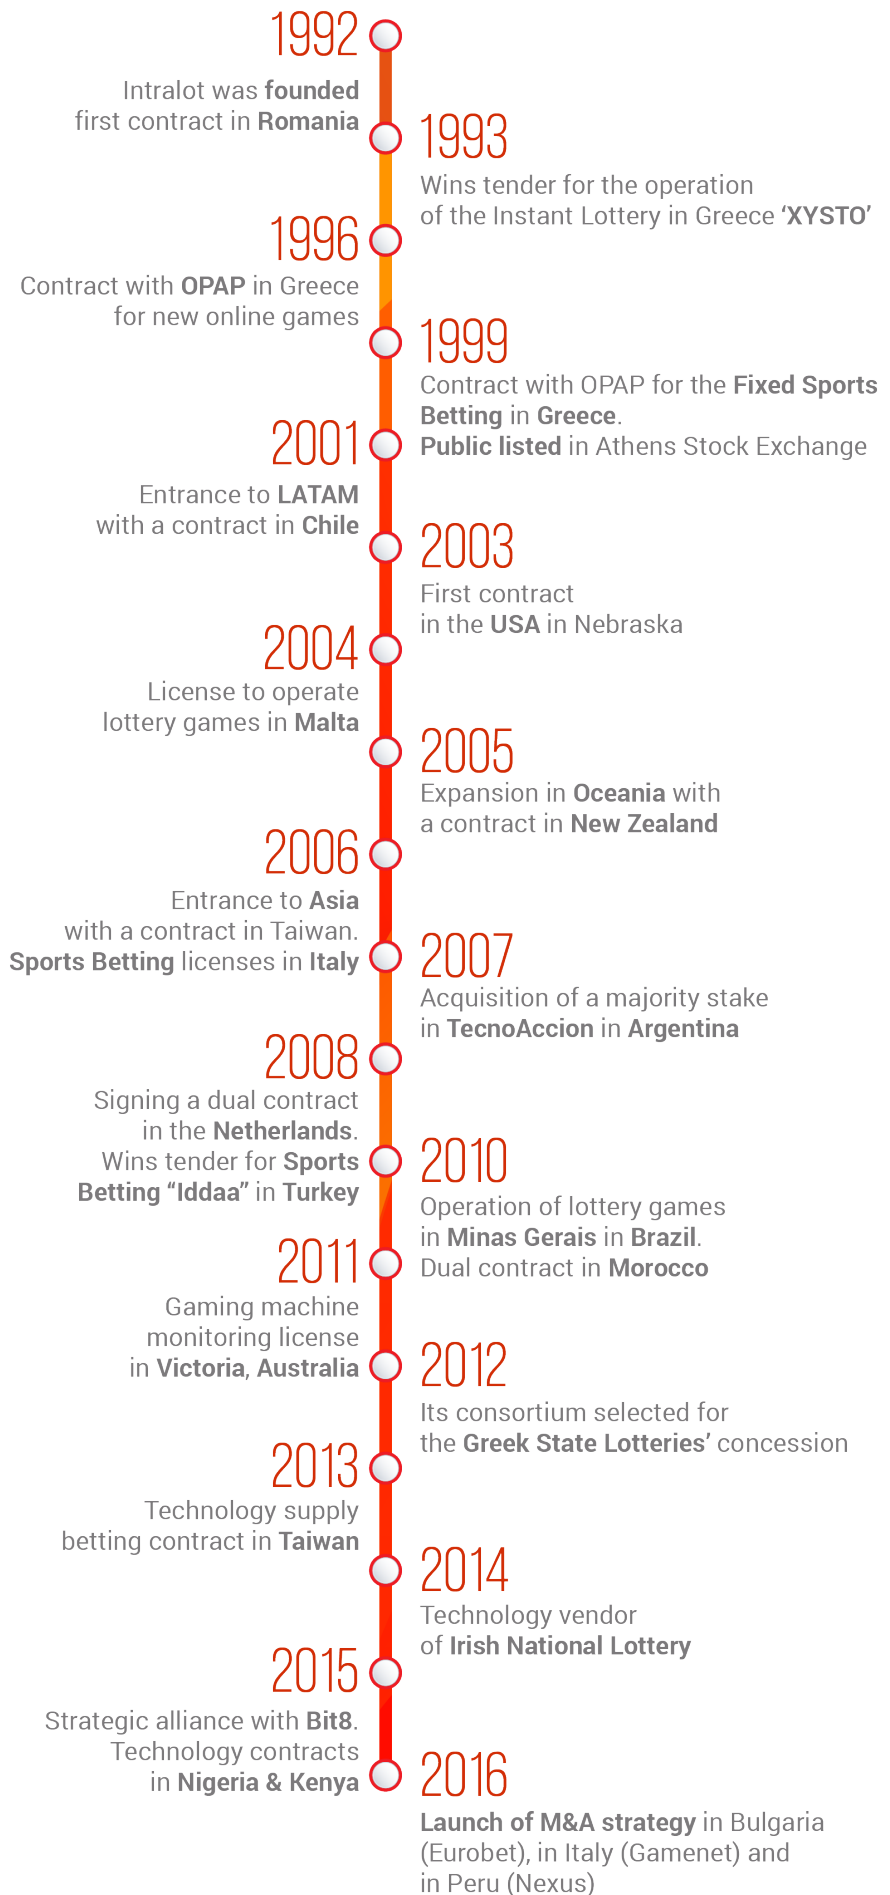 1992
Intralot was founded
first contract in Romania
1993
Wins tender for the operation
of the Instant Lottery in Greece ‘XYSTO’
1996
Contract with OPAP in Greece
for new online games
1999
Contract with OPAP for the Fixed Sports
Betting in Greece.
Public listed in Athens Stock Exchange
2001
Entrance to LATAM
with a contract in Chile
2003
First contract
in the USA in Nebraska
2004
License to operate
lottery games in Malta
2005
Expansion in Oceania with
a contract in New Zealand
2006
Entrance to Asia
with a contract in Taiwan.
Sports Betting licenses in Italy
2007
Acquisition of a majority stake
in TecnoAccion in Argentina
2008
Signing a dual contract
in the Netherlands.
Wins tender for Sports
Betting “Iddaa” in Turkey
2010
Operation of lottery games
in Minas Gerais in Brazil.
Dual contract in Morocco
2011
Gaming machine
monitoring license
in Victoria, Australia
2012
Its consortium selected for
the Greek State Lotteries’ concession
2013
Technology supply
betting contract in Taiwan
2014
Technology vendor
of Irish National Lottery
2015
Strategic alliance with Bit8.
Technology contracts
in Nigeria & Kenya
2016
Launch of M&A strategy in Bulgaria
(Eurobet), in Italy (Gamenet) and
in Peru (Nexus)